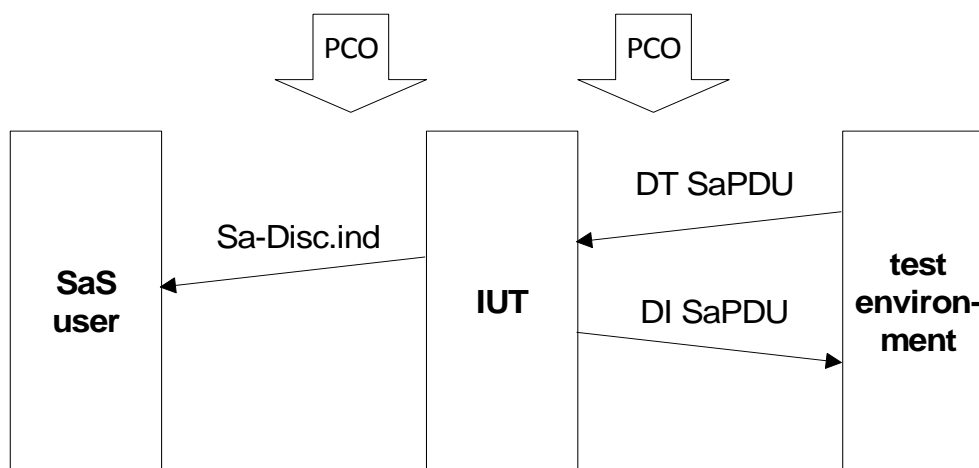 PCO
PCO
DT SaPDU
Sa-Disc.ind
SaS
user
IUT
test
environ-
ment
DI SaPDU